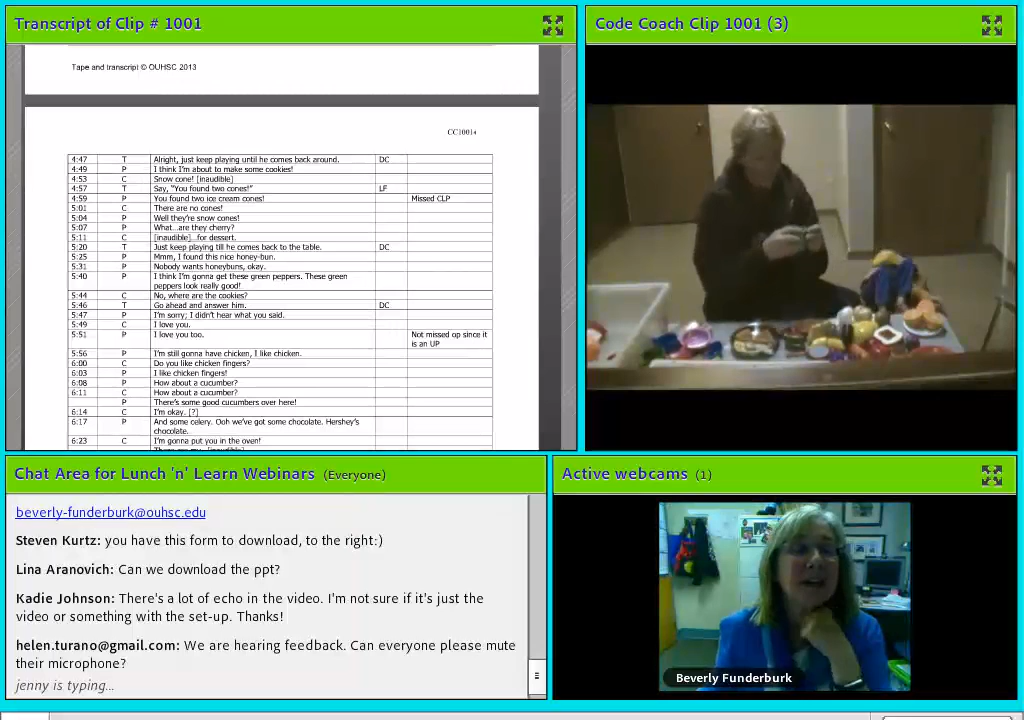 Transcript of Clip # 1001
Tape and transcript © OUHSC 2013
CC1001a
4:47 T Alright, just keep playing until he comes back around. DC
4:49 P I think I'm about to make some cookies!
4:53 C Snow cone! [inaudible]
4:57 T Say, "You found two cones!" LF
4:59 P You found two ice cream cones! Missed CLP
5:01 C There are no cones!
5:04 P Well they're snow cones!
5:07 P What…are they cherry?
5:11 C [inaudible]…for dessert.
5:20 T Just keep playing till he comes back to the table. DC
5:25 P Mmm, I found this nice honey-bun.
5:31 P Nobody wants honeybuns, okay.
5:40 P I think I'm gonna get these green peppers. These green
peppers look really good!
5:44 C No, where are the cookies?
5:46 T Go ahead and answer him. DC
5:47 P I'm sorry; I didn't hear what you said.
5:49 C I love you.
5:51 P I love you too. Not missed op since it
is an UP
5:56 P I'm still gonna have chicken, I like chicken.
6:00 C Do you like chicken fingers?
6:03 P I like chicken fingers!
6:08 P How about a cucumber?
6:11 C How about a cucumber?
P There's some good cucumbers over here!
6:14 C I'm okay. [?]
6:17 P And some celery. Ooh we've got some chocolate. Hershey's
chocolate.
6:23 C I'm gonna put you in the oven!
Code Coach Clip 1001 (3)
Chat Area for Lunch 'n' Learn Webinars (Everyone)
beverly-funderburk@ouhsc.edu
Steven Kurtz: you have this form to download, to the right:)
Lina Aranovich: Can we download the ppt?
Kadie Johnson: There's a lot of echo in the video. I'm not sure if it's just the
video or something with the set-up. Thanks!
helen.turano@gmail.com: We are hearing feedback. Can everyone please mute
their microphone?
jenny is typing...
Active webcams (1)
Beverly Funderburk